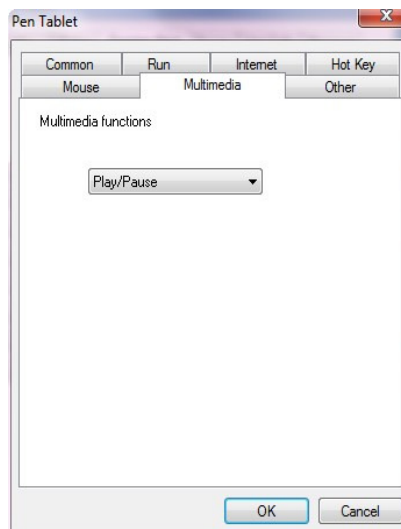 Pen Tablet
Common Run Internet Hot Key
Mouse Multimedia Other
Multimedia functions
Play/Pause
OK Cancel